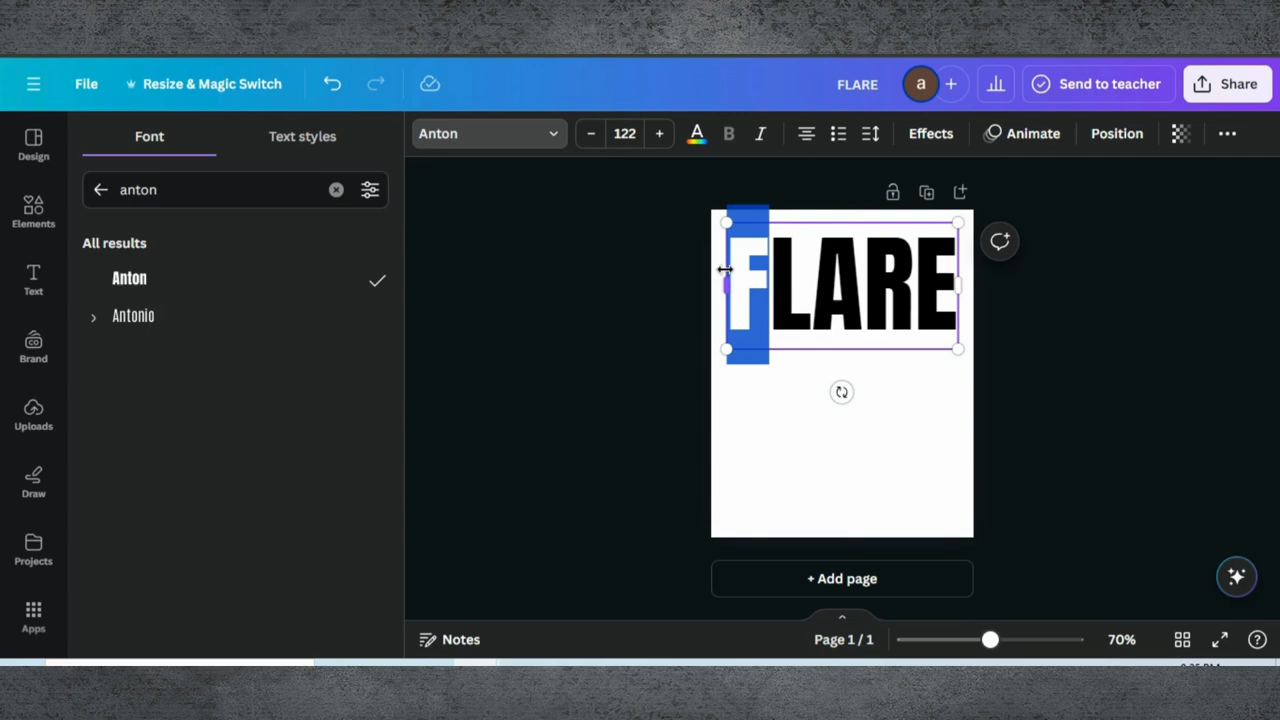 File
Resize & Magic Switch
FLARE
a
Send to teacher
Share
Design
Elements
Text
Brand
Uploads
Draw
Projects
Apps
Font
Text styles
anton
All results
Anton
Antonio
Anton
− 122 +
A
B
I
Effects
Animate
Position
FLARE
+ Add page
Notes
Page 1 / 1
70%